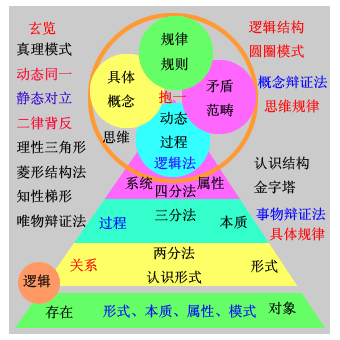 玄览
真理模式
动态同一
静态对立
二律背反
理性三角形
菱形结构法
知性梯形
唯物辩证法
规律
规则
具体
概念
矛盾
范畴
抱一
动态
过程
思维
逻辑法
逻辑结构
圆圈模式
概念辩证法
思维规律
认识结构
金字塔
事物辩证法
具体规律
系统 四分法 属性
过程 三分法 本质
关系 两分法 形式
认识形式
逻辑
存在 形式、本质、属性、模式 对象